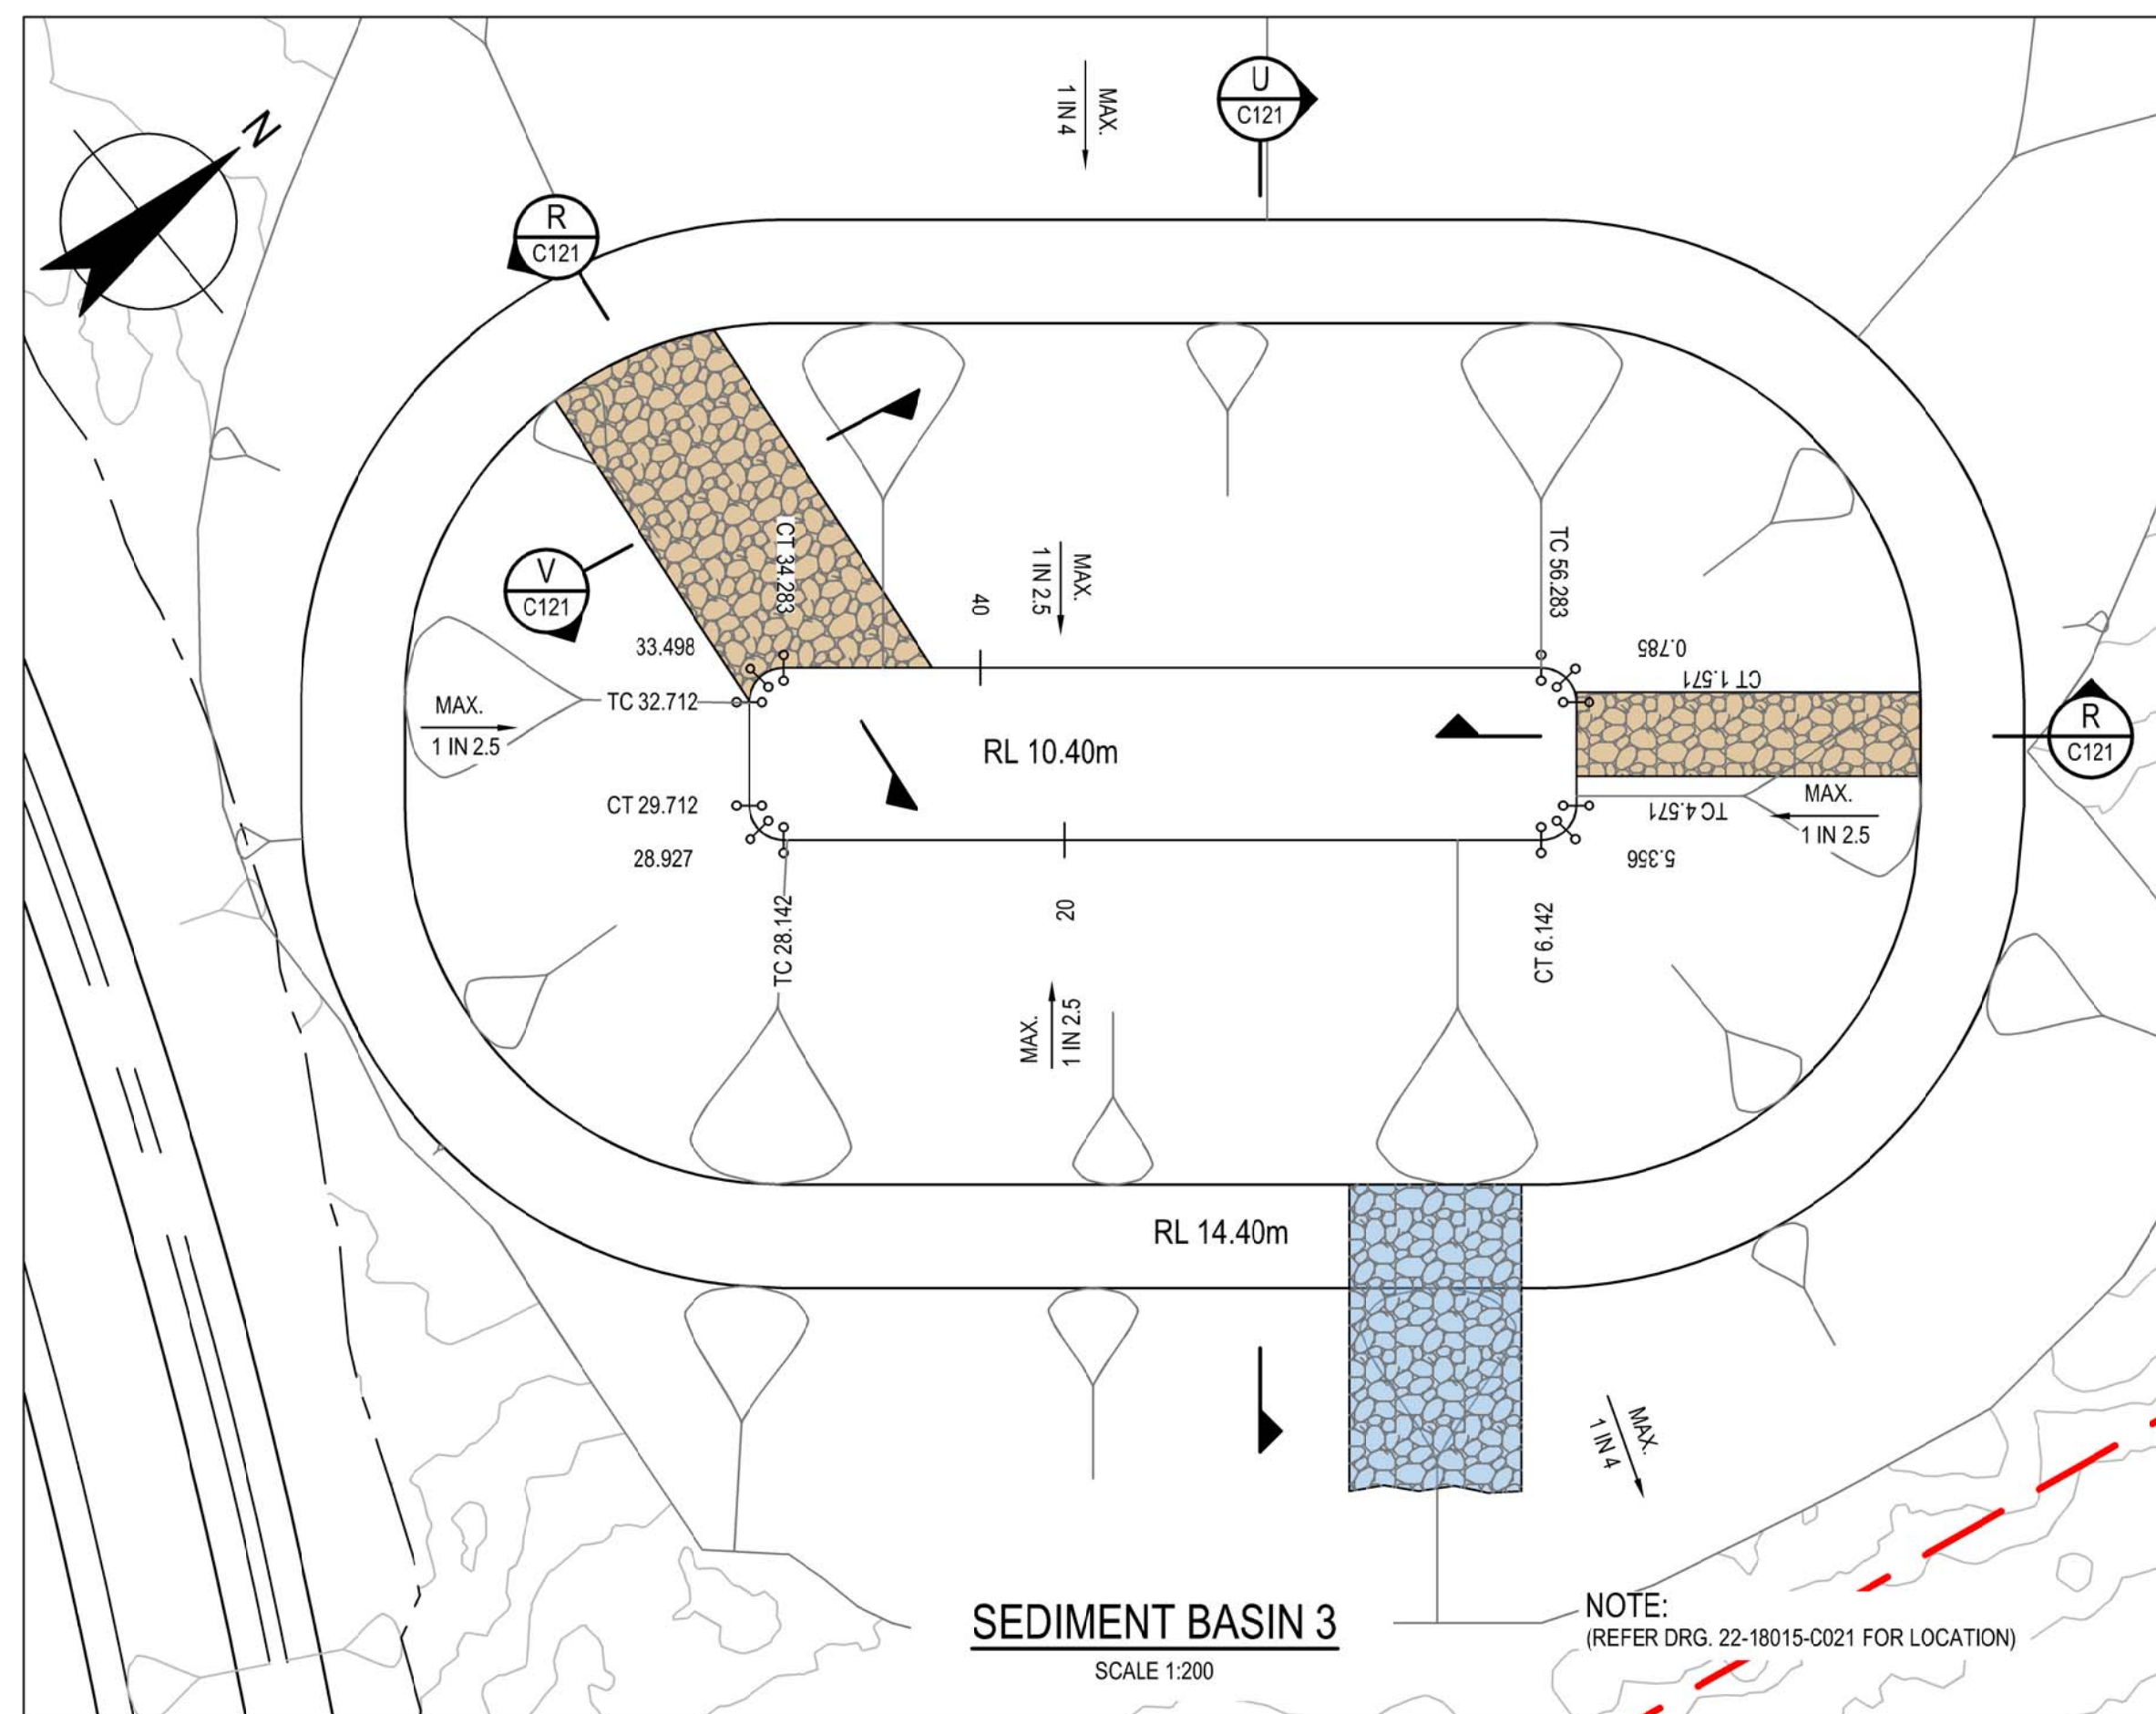 N
MAX.
1 IN 4
U
C121
R
C121
V
C121
CT 34.283
40
MAX.
1 IN 2.5
TC 56.283
33.498
0.785
CT 1.571
TC 32.712
MAX.
1 IN 2.5
RL 10.40m
R
C121
CT 29.712
TC 4.571
MAX.
1 IN 2.5
28.927
5.356
TC 28.142
20
CT 6.142
MAX.
1 IN 2.5
RL 14.40m
MAX.
1 IN 4
SEDIMENT BASIN 3
SCALE 1:200
NOTE:
(REFER DRG. 22-18015-C021 FOR LOCATION)